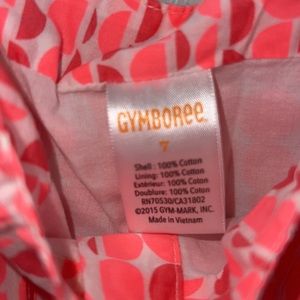 GYMBOREE
7
Shell : 100% Cotton
Lining: 100% Cotton
Extérieur: 100% Coton
Doublure: 100% Coton
RN70530/CA31802
©2015 GYM-MARK, INC.
Made in Vietnam